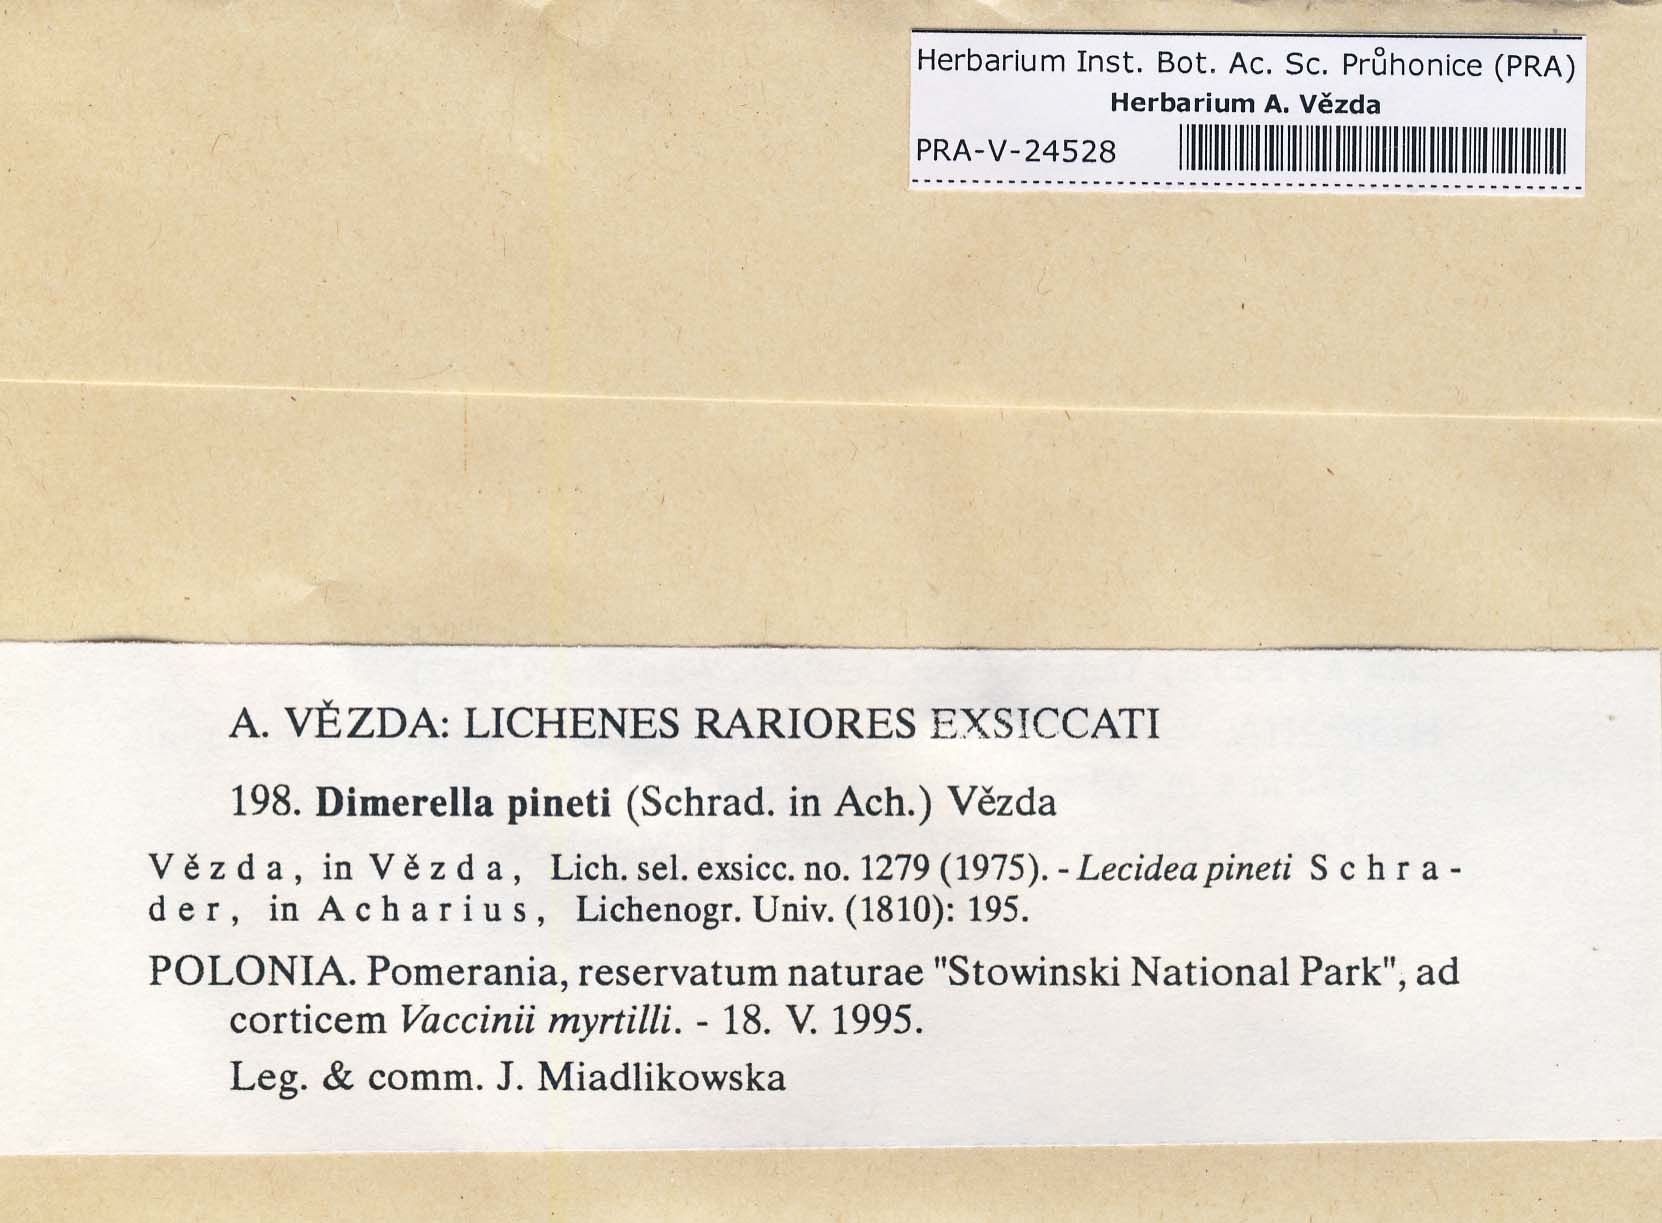 Herbarium Inst. Bot. Ac. Sc. Průhonice (PRA)
Herbarium A. Vězda
PRA-V-24528
A. VĚZDA: LICHENES RARIORES EXSICCATI
198. Dimerella pineti (Schrad. in Ach.) Vězda
Vězda, in Vězda, Lich. sel. exsicc. no. 1279 (1975). - Lecidea pineti Schra-
der, in Acharius, Lichenogr. Univ. (1810): 195.
POLONIA. Pomerania, reservatum naturae "Stowinski National Park", ad
corticem Vaccinii myrtilli. - 18. V. 1995.
Leg. & comm. J. Miadlikowska